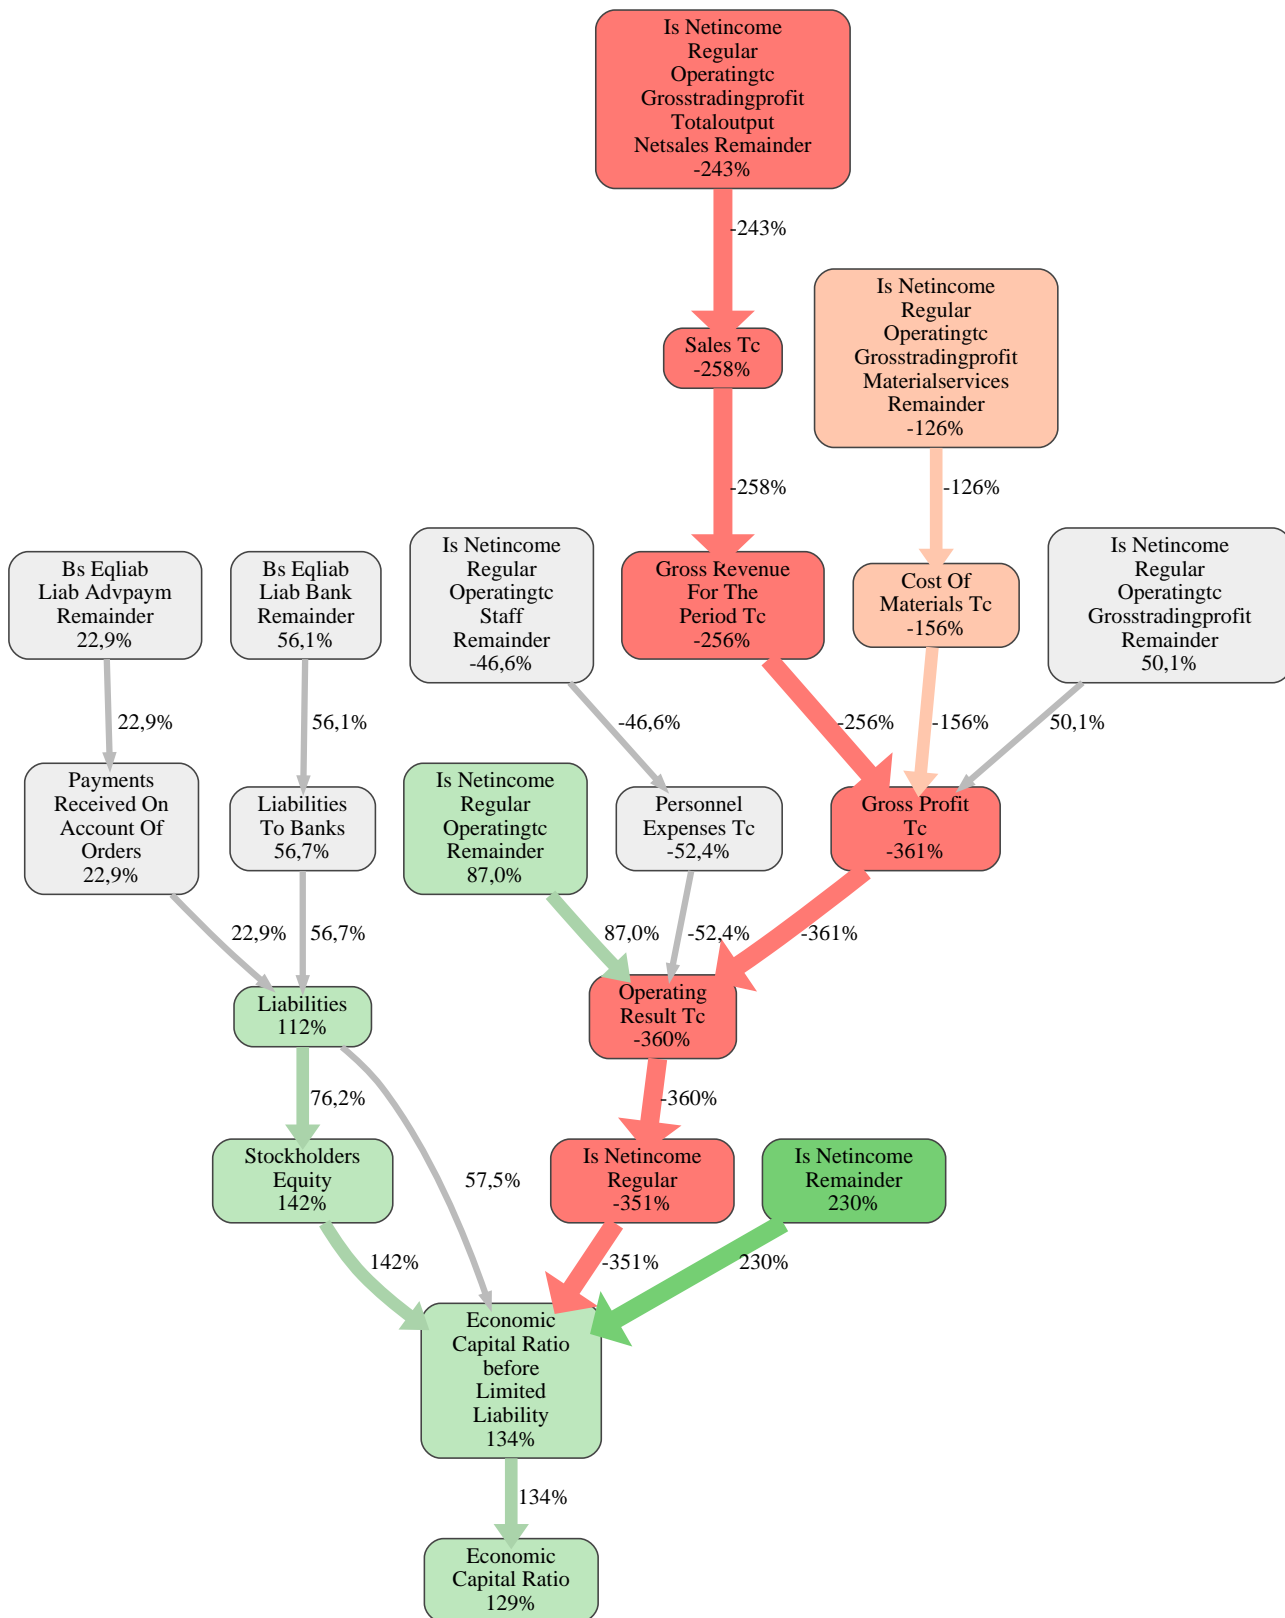 Is Netincome
Regular
Operatingtc
Grosstradingprofit
Totaloutput
Netsales Remainder
-243%
-243%
Is Netincome
Regular
Operatingtc
Grosstradingprofit
Materialservices
Remainder
-126%
Sales Tc
-258%
-258%
-126%
Bs Eqliab
Liab Advpaym
Remainder
22,9%
Bs Eqliab
Liab Bank
Remainder
56,1%
Is Netincome
Regular
Operatingtc
Staff
Remainder
-46,6%
Gross Revenue
For The
Period Tc
-256%
Cost Of
Materials Tc
-156%
Is Netincome
Regular
Operatingtc
Grosstradingprofit
Remainder
50,1%
22,9%
56,1%
-46,6%
-256%
-156%
50,1%
Payments
Received On
Account Of
Orders
22,9%
Liabilities
To Banks
56,7%
Is Netincome
Regular
Operatingtc
Remainder
87,0%
Personnel
Expenses Tc
-52,4%
Gross Profit
Tc
-361%
22,9%
56,7%
87,0%
-52,4%
-361%
Liabilities
112%
Operating
Result Tc
-360%
76,2%
-360%
Stockholders
Equity
142%
57,5%
Is Netincome
Regular
-351%
Is Netincome
Remainder
230%
142%
-351%
230%
Economic
Capital Ratio
before
Limited
Liability
134%
134%
Economic
Capital Ratio
129%